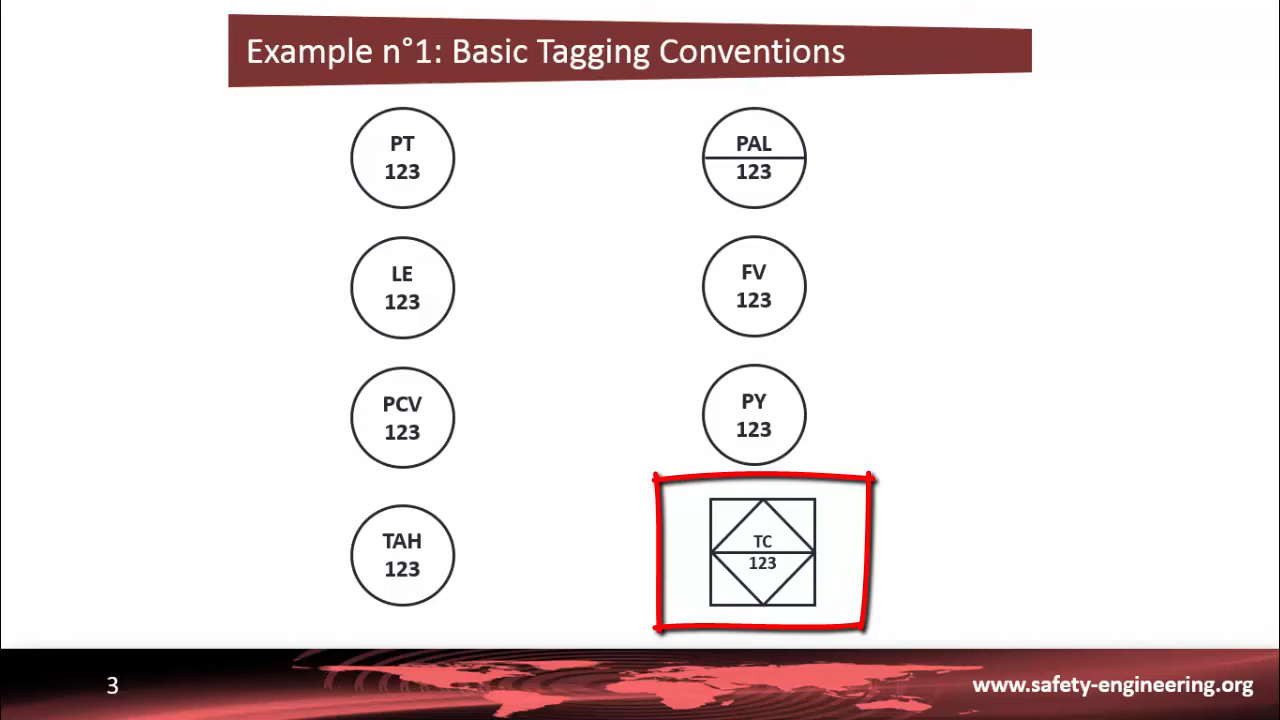 Example n°1: Basic Tagging Conventions
PT
123
PAL
123
LE
123
FV
123
PCV
123
PY
123
TAH
123
TC
123
3
www.safety-engineering.org